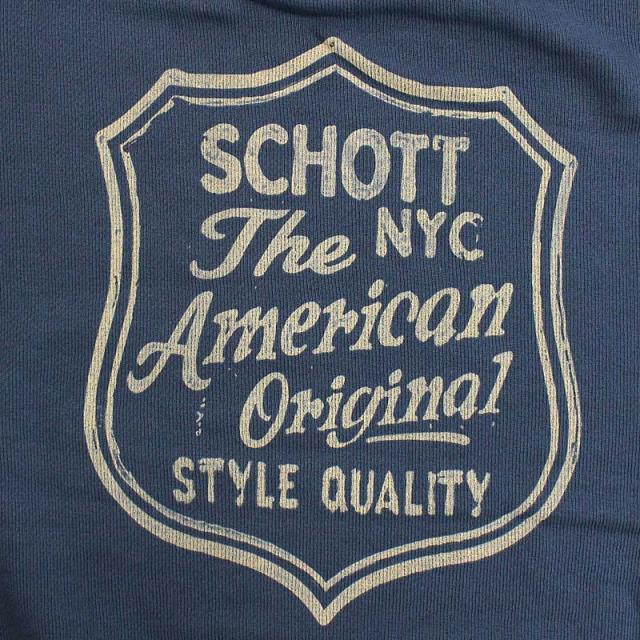 SCHOTT
The NYC
American
Original
STYLE QUALITY